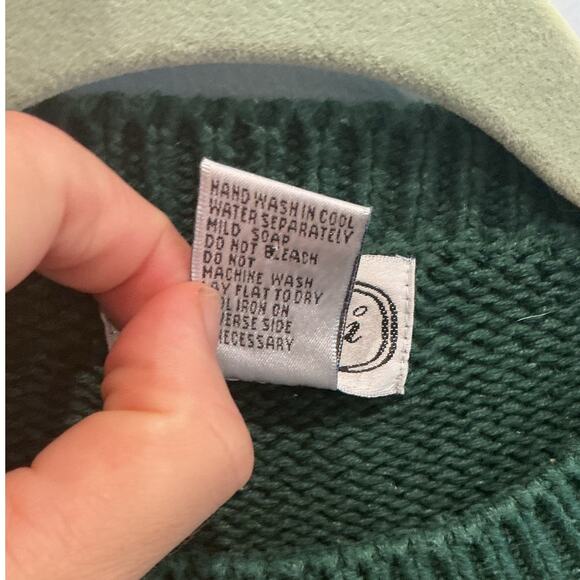 HAND WASH IN COOL
WATER SEPARATELY
MILD SOAP
DO NOT BLEACH
DO NOT
MACHINE WASH
AY FLAT TO DRY
OL IRON ON
ERSE SIDE
ECESSARY
i